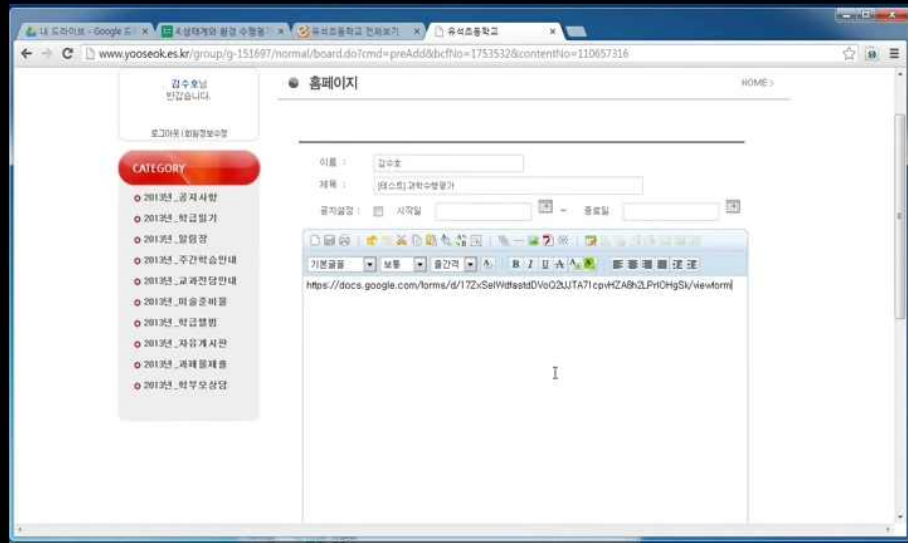 내 드라이브 - Google 드
4.생태계와 환경 수행평
유석초등학교 전체보기
유석초등학교
www.yooseok.es.kr/group/g-151697/normal/board.do?cmd=preAdd&bcfNo=1753532&contentNo=110657316
김수호님
반갑습니다.
로그아웃 | 회원정보수정
홈페이지
HOME >
CATEGORY
2013년_공지사항
2013년_학급일기
2013년_알림장
2013년_주간학습안내
2013년_교과전담안내
2013년_미술준비물
2013년_학급앨범
2013년_자유게시판
2013년_과제물제출
2013년_학부모상담
이름 :
김수호
제목 :
[테스트] 과학수행평가
공지설정 :
시작일
~
종료일
기본글꼴
보통
줄간격
https://docs.google.com/forms/d/
/viewform